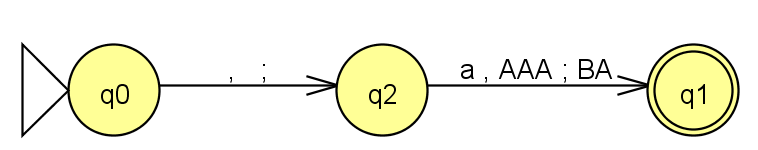 , ;
a , AAA ; BA
q0
q2
q1